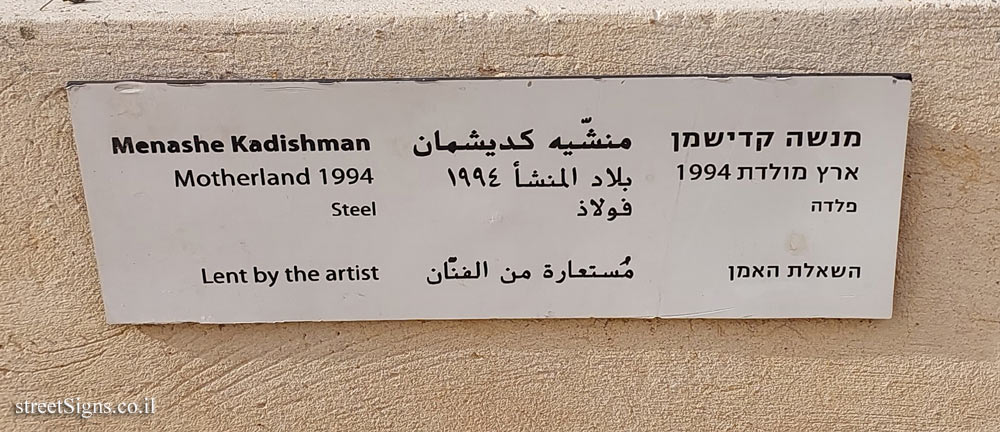 Menashe Kadishman
Motherland 1994
Steel
Lent by the artist
منشّيه كديشمان
بلاد المنشأ ١٩٩٤
فولاذ
مُستعارة من الفنّان
מנשה קדישמן
ארץ מולדת 1994
פלדה
השאלת האמן
streetSigns.co.il